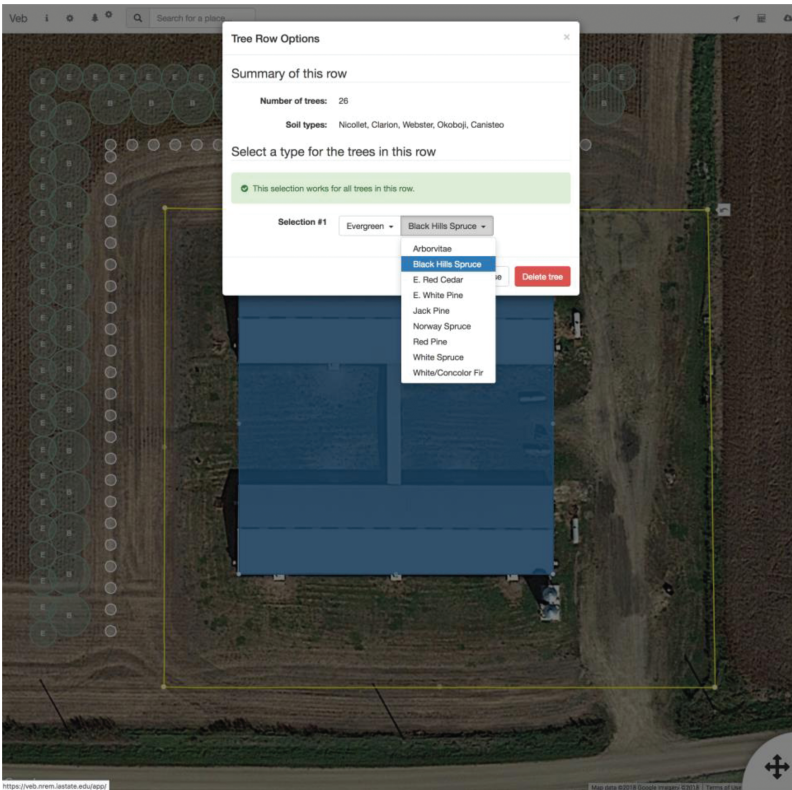 Veb
Search for a place...
Tree Row Options
×
Summary of this row
Number of trees: 26
Soil types: Nicollet, Clarion, Webster, Okoboji, Canisteo
Select a type for the trees in this row
This selection works for all trees in this row.
Selection #1 Evergreen Black Hills Spruce
Arborvitae
Black Hills Spruce
E. Red Cedar
E. White Pine
Jack Pine
Norway Spruce
Red Pine
White Spruce
White/Concolor Fir
Delete tree
https://veb.nrem.iastate.edu/app/
Map data ©2018 Google Imagery ©2018 Terms of Use